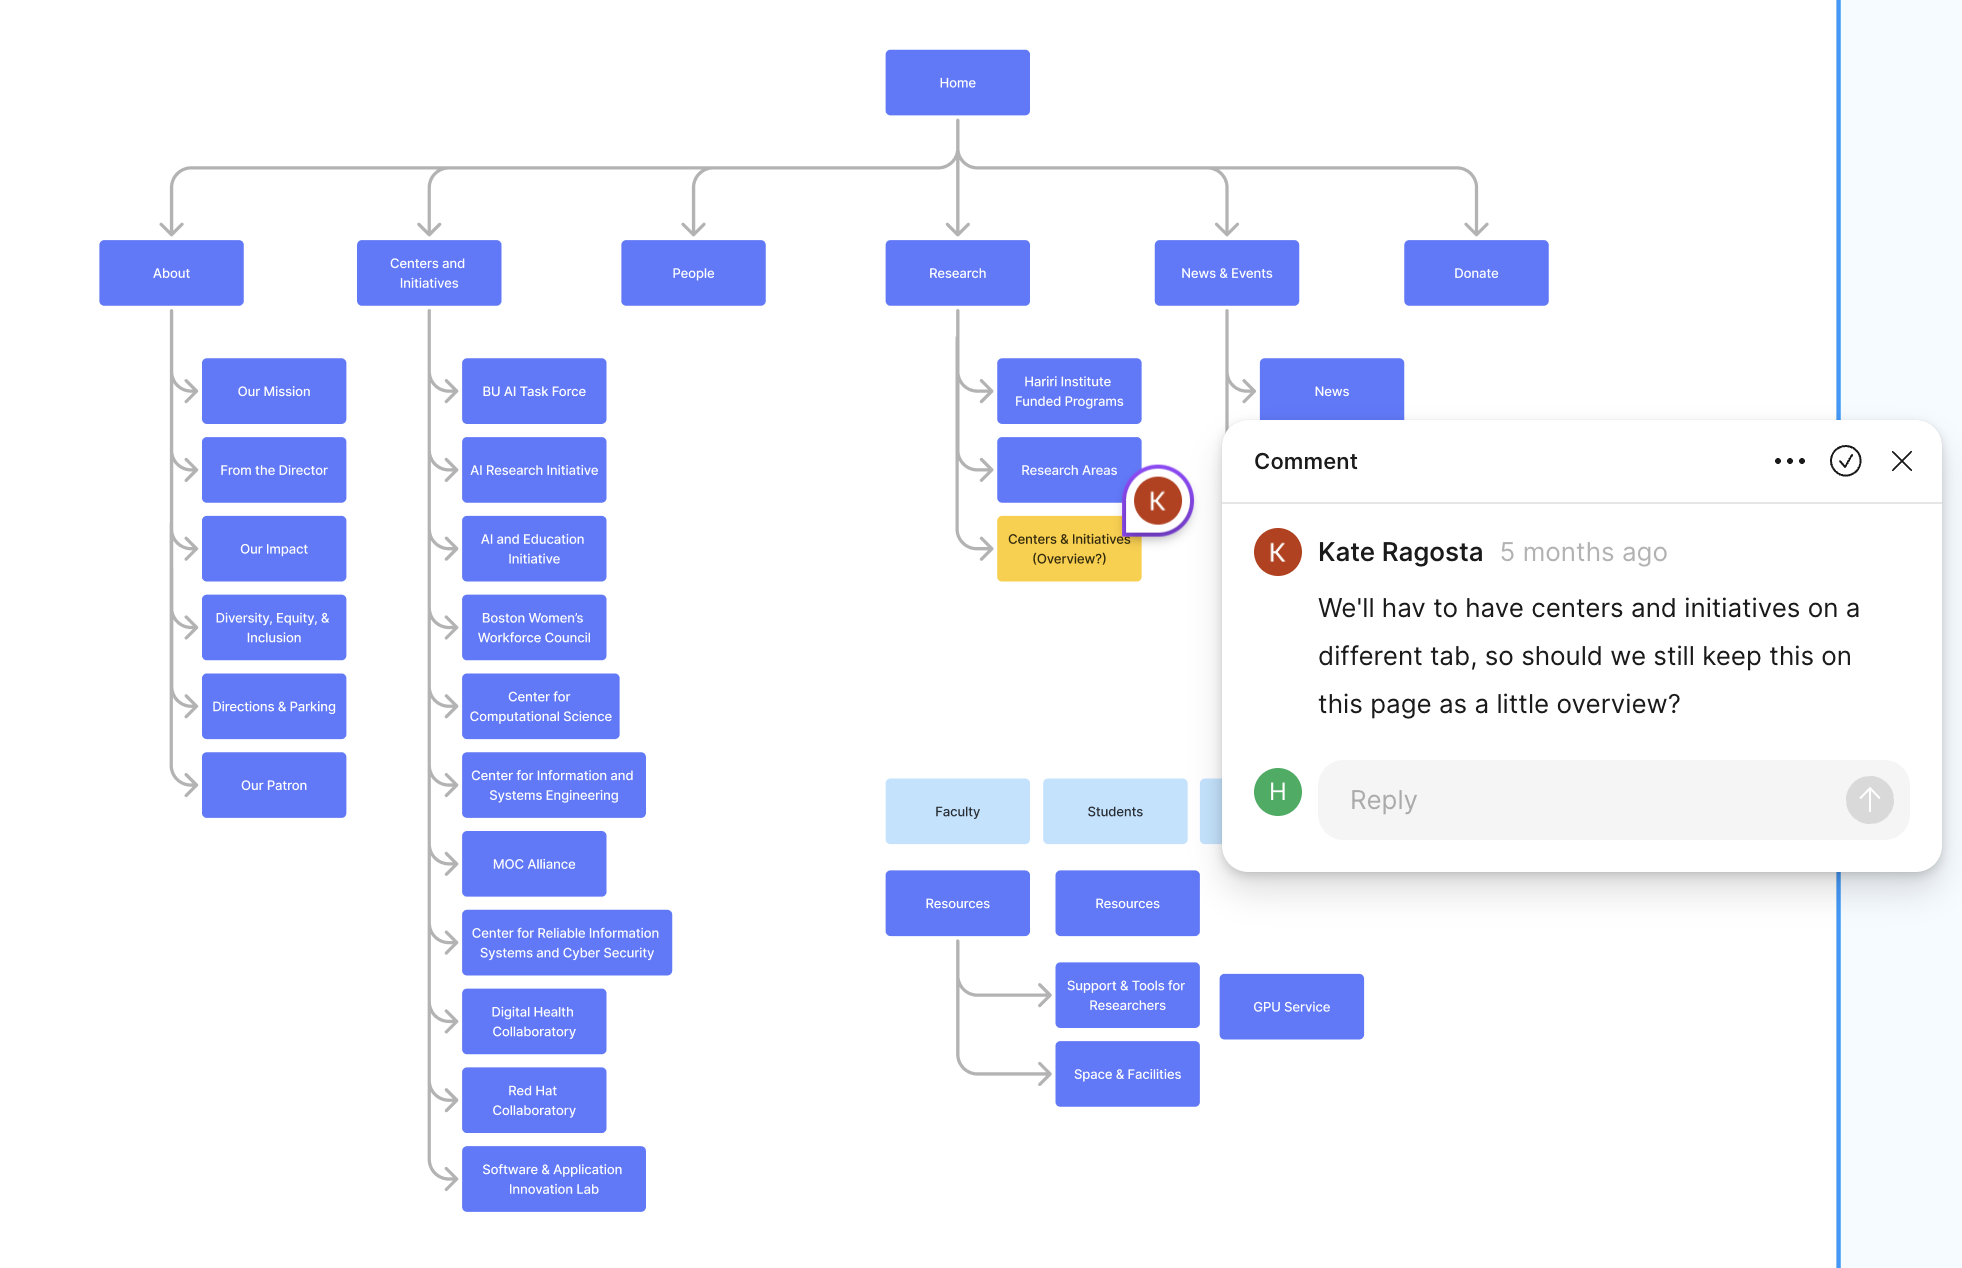 Home
About
Centers and
Initiatives
People
Research
News & Events
Donate
Our Mission
From the Director
Our Impact
Diversity, Equity, &
Inclusion
Directions & Parking
Our Patron
BU AI Task Force
AI Research Initiative
AI and Education
Initiative
Boston Women's
Workforce Council
Center for
Computational Science
Center for Information and
Systems Engineering
MOC Alliance
Center for Reliable Information
Systems and Cyber Security
Digital Health
Collaboratory
Red Hat
Collaboratory
Software & Application
Innovation Lab
Hariri Institute
Funded Programs
Research Areas
Centers & Initiatives
(Overview?)
K
News
Comment
K
Kate Ragosta 5 months ago
We'll hav to have centers and initiatives on a
different tab, so should we still keep this on
this page as a little overview?
H
Reply
Faculty
Students
Resources
Resources
Support & Tools for
Researchers
GPU Service
Space & Facilities